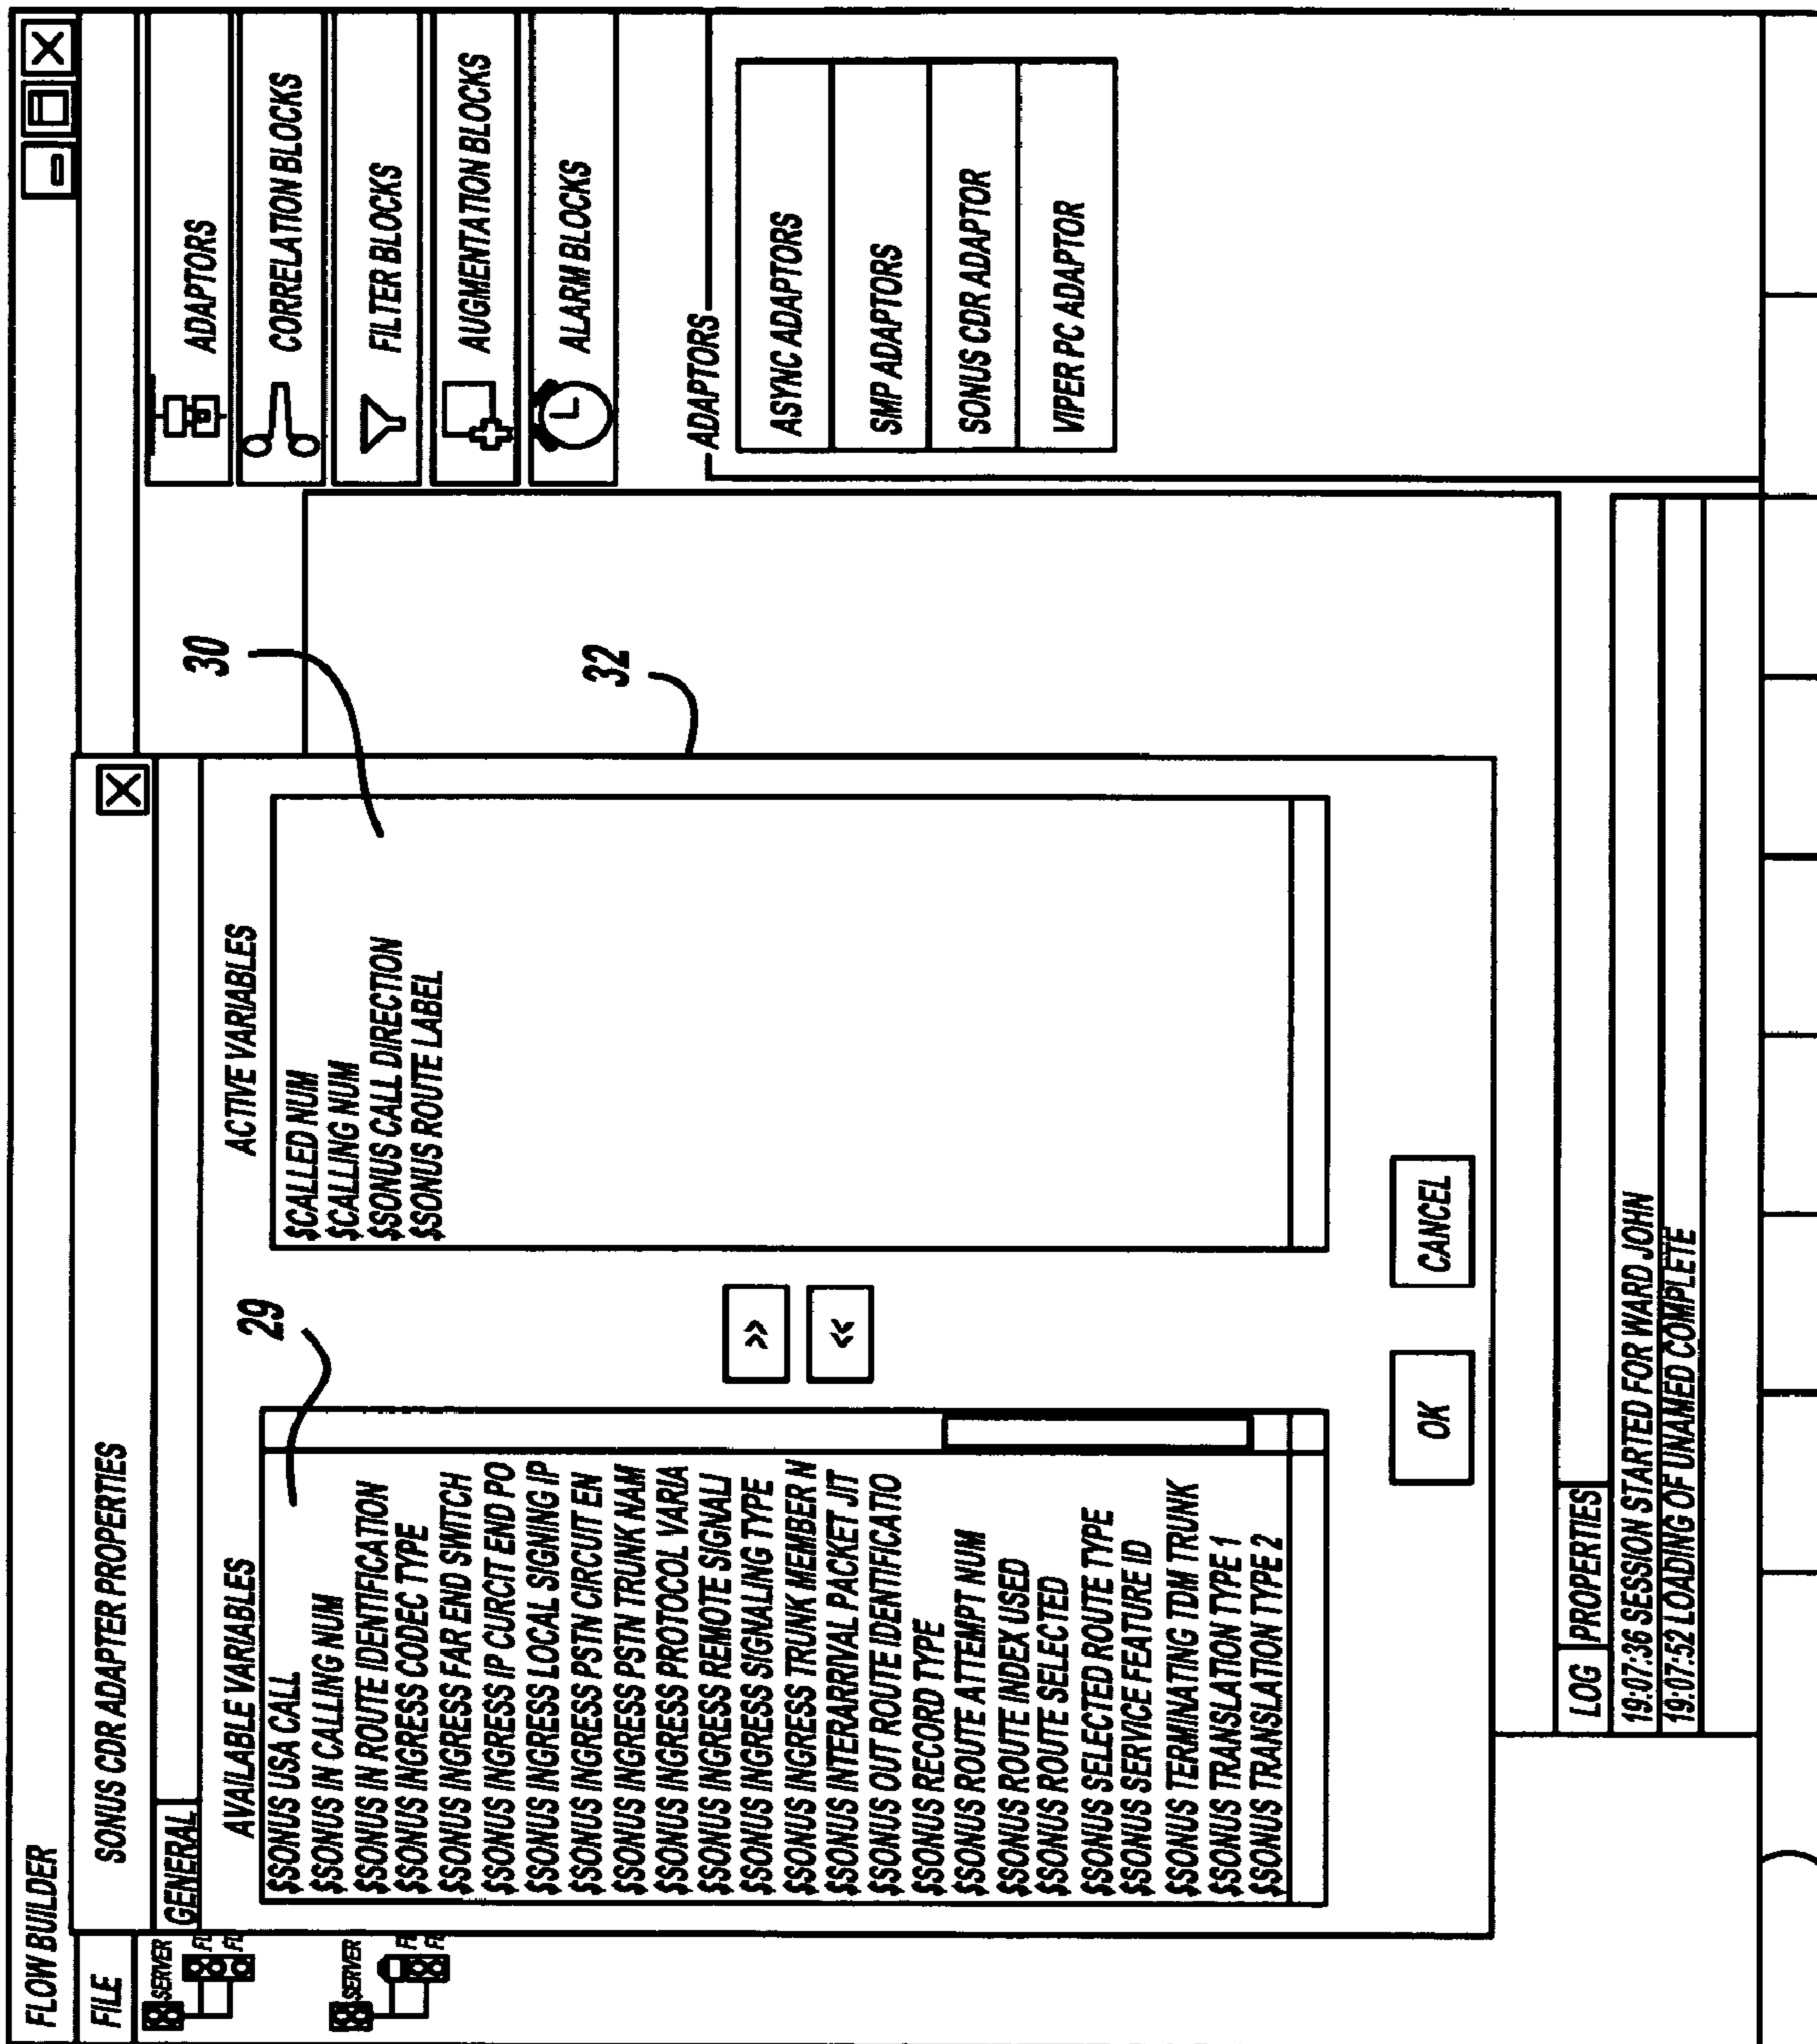 FLOW BUILDER
FILE
SERVER
SERVER
SONUS CDR ADAPTER PROPERTIES
GENERAL
AVAILABLE VARIABLES
$SONUS USA CALL
$SONUS IN CALLING NUM
$SONUS IN ROUTE IDENTIFICATION
$SONUS INGRESS CODEC TYPE
$SONUS INGRESS FAR END SWITCH
$SONUS INGRESS IP CURCIT END PO
$SONUS INGRESS LOCAL SIGNING IP
$SONUS INGRESS PSTN CIRCUIT EN
$SONUS INGRESS PSTN TRUNK NAM
$SONUS INGRESS PROTOCOL VARIA
$SONUS INGRESS REMOTE SIGNALI
$SONUS INGRESS SIGNALING TYPE
$SONUS INGRESS TRUNK MEMBER N
$SONUS INTERARRIVAL PACKET JIT
$SONUS OUT ROUTE IDENTIFICATIO
$SONUS RECORD TYPE
$SONUS ROUTE ATTEMPT NUM
$SONUS ROUTE INDEX USED
$SONUS ROUTE SELECTED
$SONUS SELECTED ROUTE TYPE
$SONUS SERVICE FEATURE ID
$SONUS TERMINATING TDM TRUNK
$SONUS TRANSLATION TYPE 1
$SONUS TRANSLATION TYPE 2
29
>>
<<
ACTIVE VARIABLES
$CALLED NUM
$CALLING NUM
$SONUS CALL DIRECTION
$SONUS ROUTE LABEL
30
32
OK
CANCEL
ADAPTORS
CORRELATION BLOCKS
FILTER BLOCKS
AUGMENTATION BLOCKS
ALARM BLOCKS
ADAPTORS
ASYNC ADAPTORS
SMP ADAPTORS
SONUS CDR ADAPTOR
VIPER PC ADAPTOR
LOG
PROPERTIES
19:07:36 SESSION STARTED FOR WARD JOHN
19:07:52 LOADING OF UNAMED COMPLETE